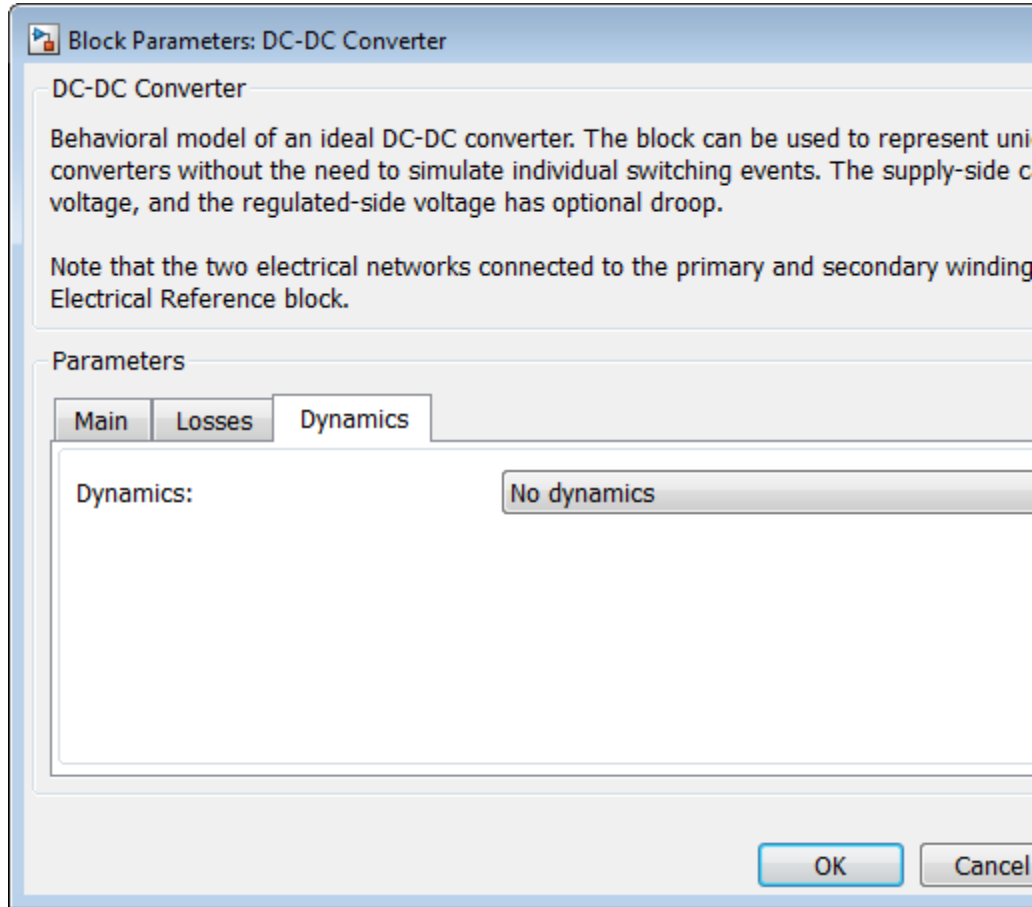 Block Parameters: DC-DC Converter
DC-DC Converter
Behavioral model of an ideal DC-DC converter. The block can be used to represent uni
converters without the need to simulate individual switching events. The supply-side c
voltage, and the regulated-side voltage has optional droop.
Note that the two electrical networks connected to the primary and secondary winding
Electrical Reference block.
Parameters
Main Losses Dynamics
Dynamics: No dynamics
OK Cancel